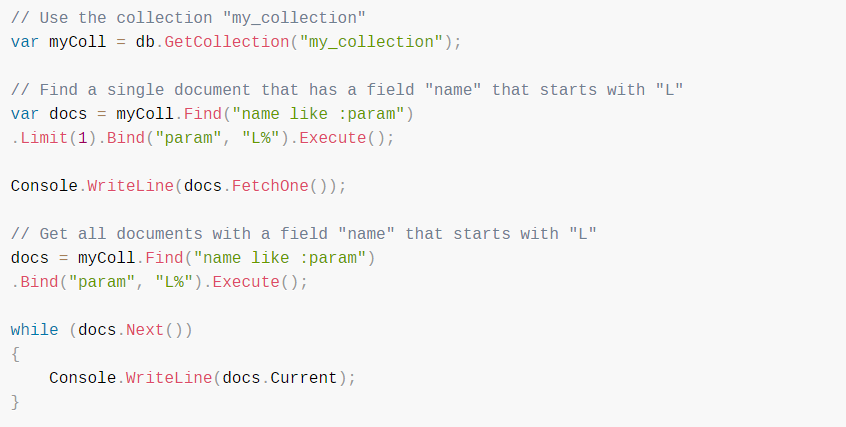 // Use the collection "my_collection"
var myColl = db.GetCollection("my_collection");

// Find a single document that has a field "name" that starts with "L"
var docs = myColl.Find("name like :param")
.Limit(1).Bind("param", "L%").Execute();

Console.WriteLine(docs.FetchOne());

// Get all documents with a field "name" that starts with "L"
docs = myColl.Find("name like :param")
.Bind("param", "L%").Execute();

while (docs.Next())
{
    Console.WriteLine(docs.Current);
}